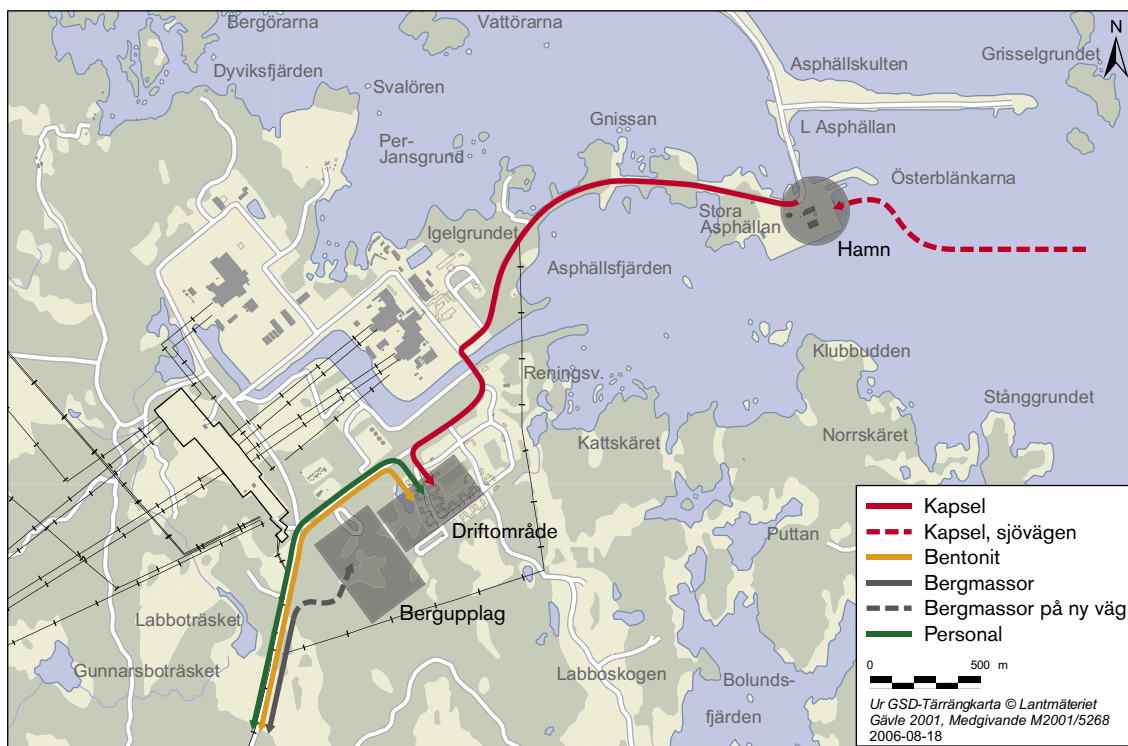 Bergörarna
Vattörarna
N
Grisselgrundet
Asphällskulten
Dyviksfjärden
Svalören
Gnissan
L Asphällan
Per-
Jansgrund
Österblänkarna
Stora
Asphällan
Igelgrundet
Hamn
Asphällsfjärden
Klubbudden
Reningsv.
Stånggrundet
Norrskäret
Kattskäret
Driftområde
Puttan
Bergupplag
Labboträsket
Gunnarsboträsket
Labboskogen
Bolunds-
fjärden
Kapsel
Kapsel, sjövägen
Bentonit
Bergmassor
Bergmassor på ny väg
Personal
0 500 m
Ur GSD-Tärrängkarta © Lantmäteriet
Gävle 2001, Medgivande M2001/5268
2006-08-18